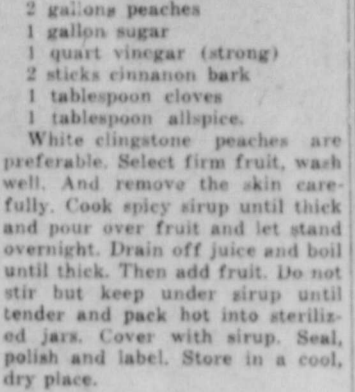 2 gallons peaches
1 gallon sugar
1 quart vinegar (strong)
2 sticks cinnanon bark
1 tablespoon cloves
1 tablespoon allspice.
White clingstone peaches are
preferable. Select firm fruit, wash
well. And remove the skin care-
fully. Cook spicy sirup until thick
and pour over fruit and let stand
overnight. Drain off juice and boil
until thick. Then add fruit. Do not
stir but keep under sirup until
tender and pack hot into steriliz-
ed jars. Cover with sirup. Seal,
polish and label. Store in a cool,
dry place.